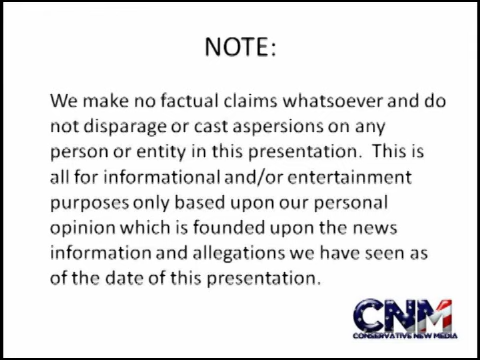 NOTE:
We make no factual claims whatsoever and do
not disparage or cast aspersions on any
person or entity in this presentation.  This is
all for informational and/or entertainment
purposes only based upon our personal
opinion which is founded upon the news
information and allegations we have seen as
of the date of this presentation.
CNM
CONSERVATIVE NEW MEDIA